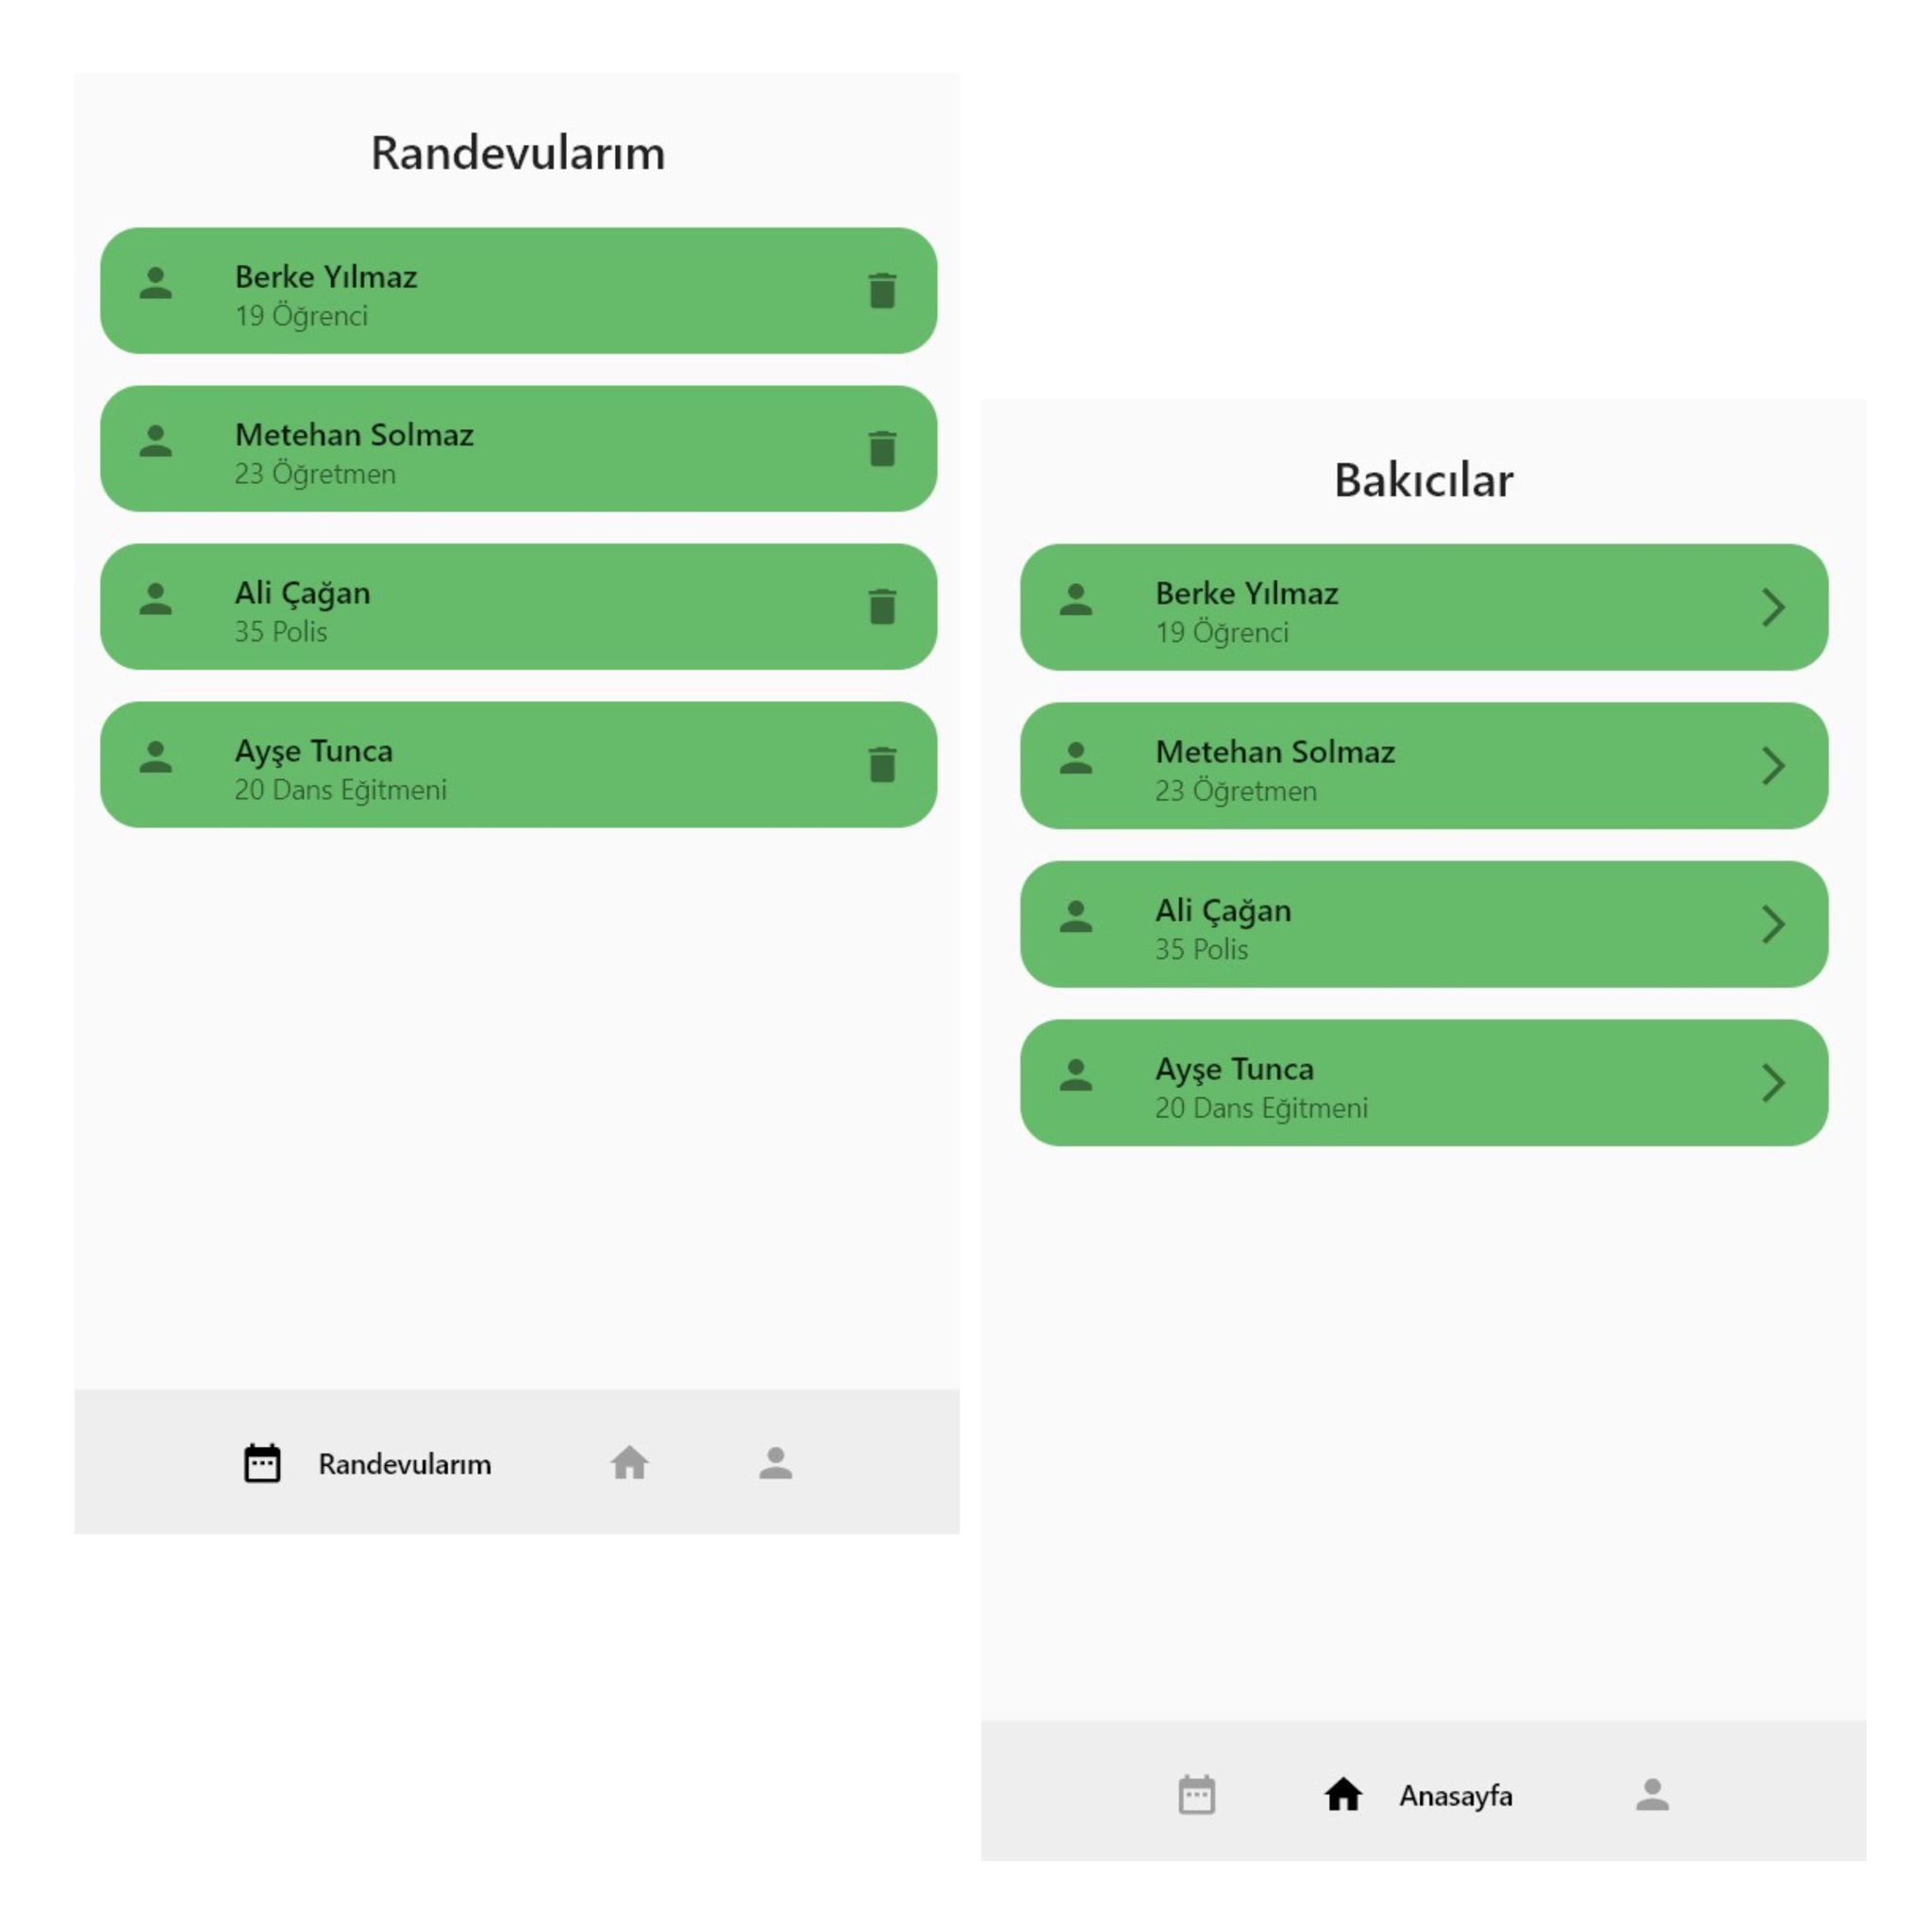 Randevularım
Berke Yılmaz
19 Öğrenci
Metehan Solmaz
23 Öğretmen
Ali Çağan
35 Polis
Ayşe Tunca
20 Dans Eğitmeni
Randevularım
Bakıcılar
Berke Yılmaz
19 Öğrenci
Metehan Solmaz
23 Öğretmen
Ali Çağan
35 Polis
Ayşe Tunca
20 Dans Eğitmeni
Anasayfa